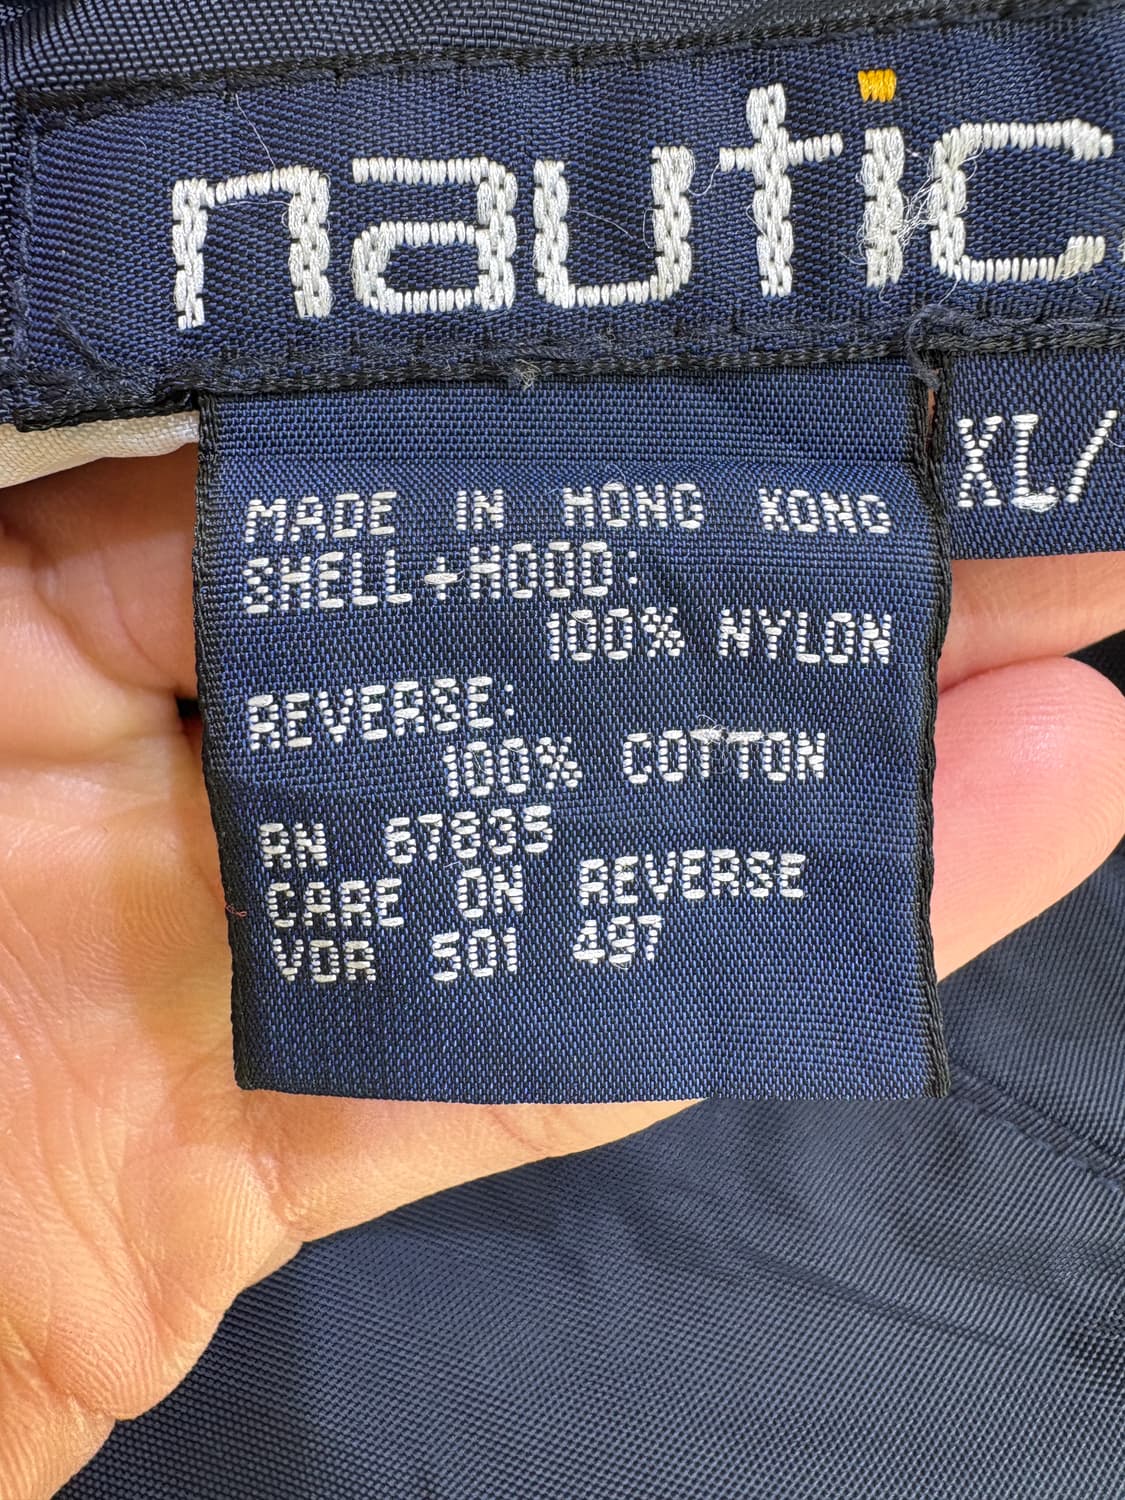 nautic
XL/
MADE IN HONG KONG
SHELL+HOOD:
100% NYLON
REVERSE:
100% COTTON
RN 67835
CARE ON REVERSE
VOR 501 497